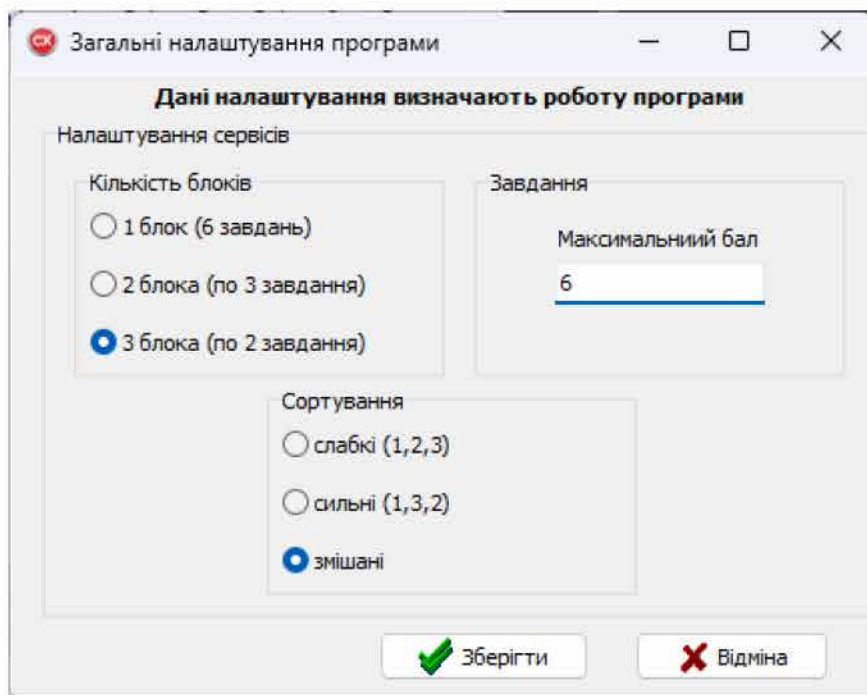 Загальні налаштування програми
Дані налаштування визначають роботу програми
Налаштування сервісів
Кількість блоків
1 блок (6 завдань)
2 блока (по 3 завдання)
3 блока (по 2 завдання)
Завдання
Максимальниий бал
6
Сортування
слабкі (1,2,3)
сильні (1,3,2)
змішані
Зберігти
Відміна